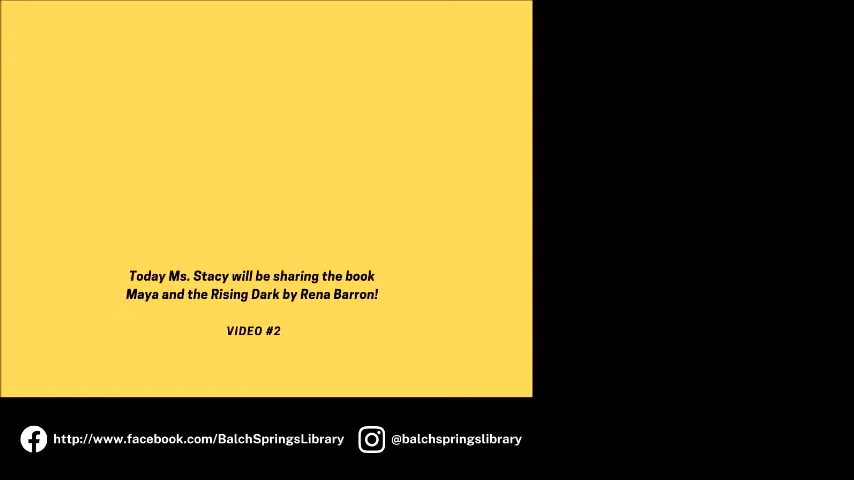 Today Ms. Stacy will be sharing the book
Maya and the Rising Dark by Rena Barron!
VIDEO #2
http://www.facebook.com/BalchSpringsLibrary @balchspringslibrary